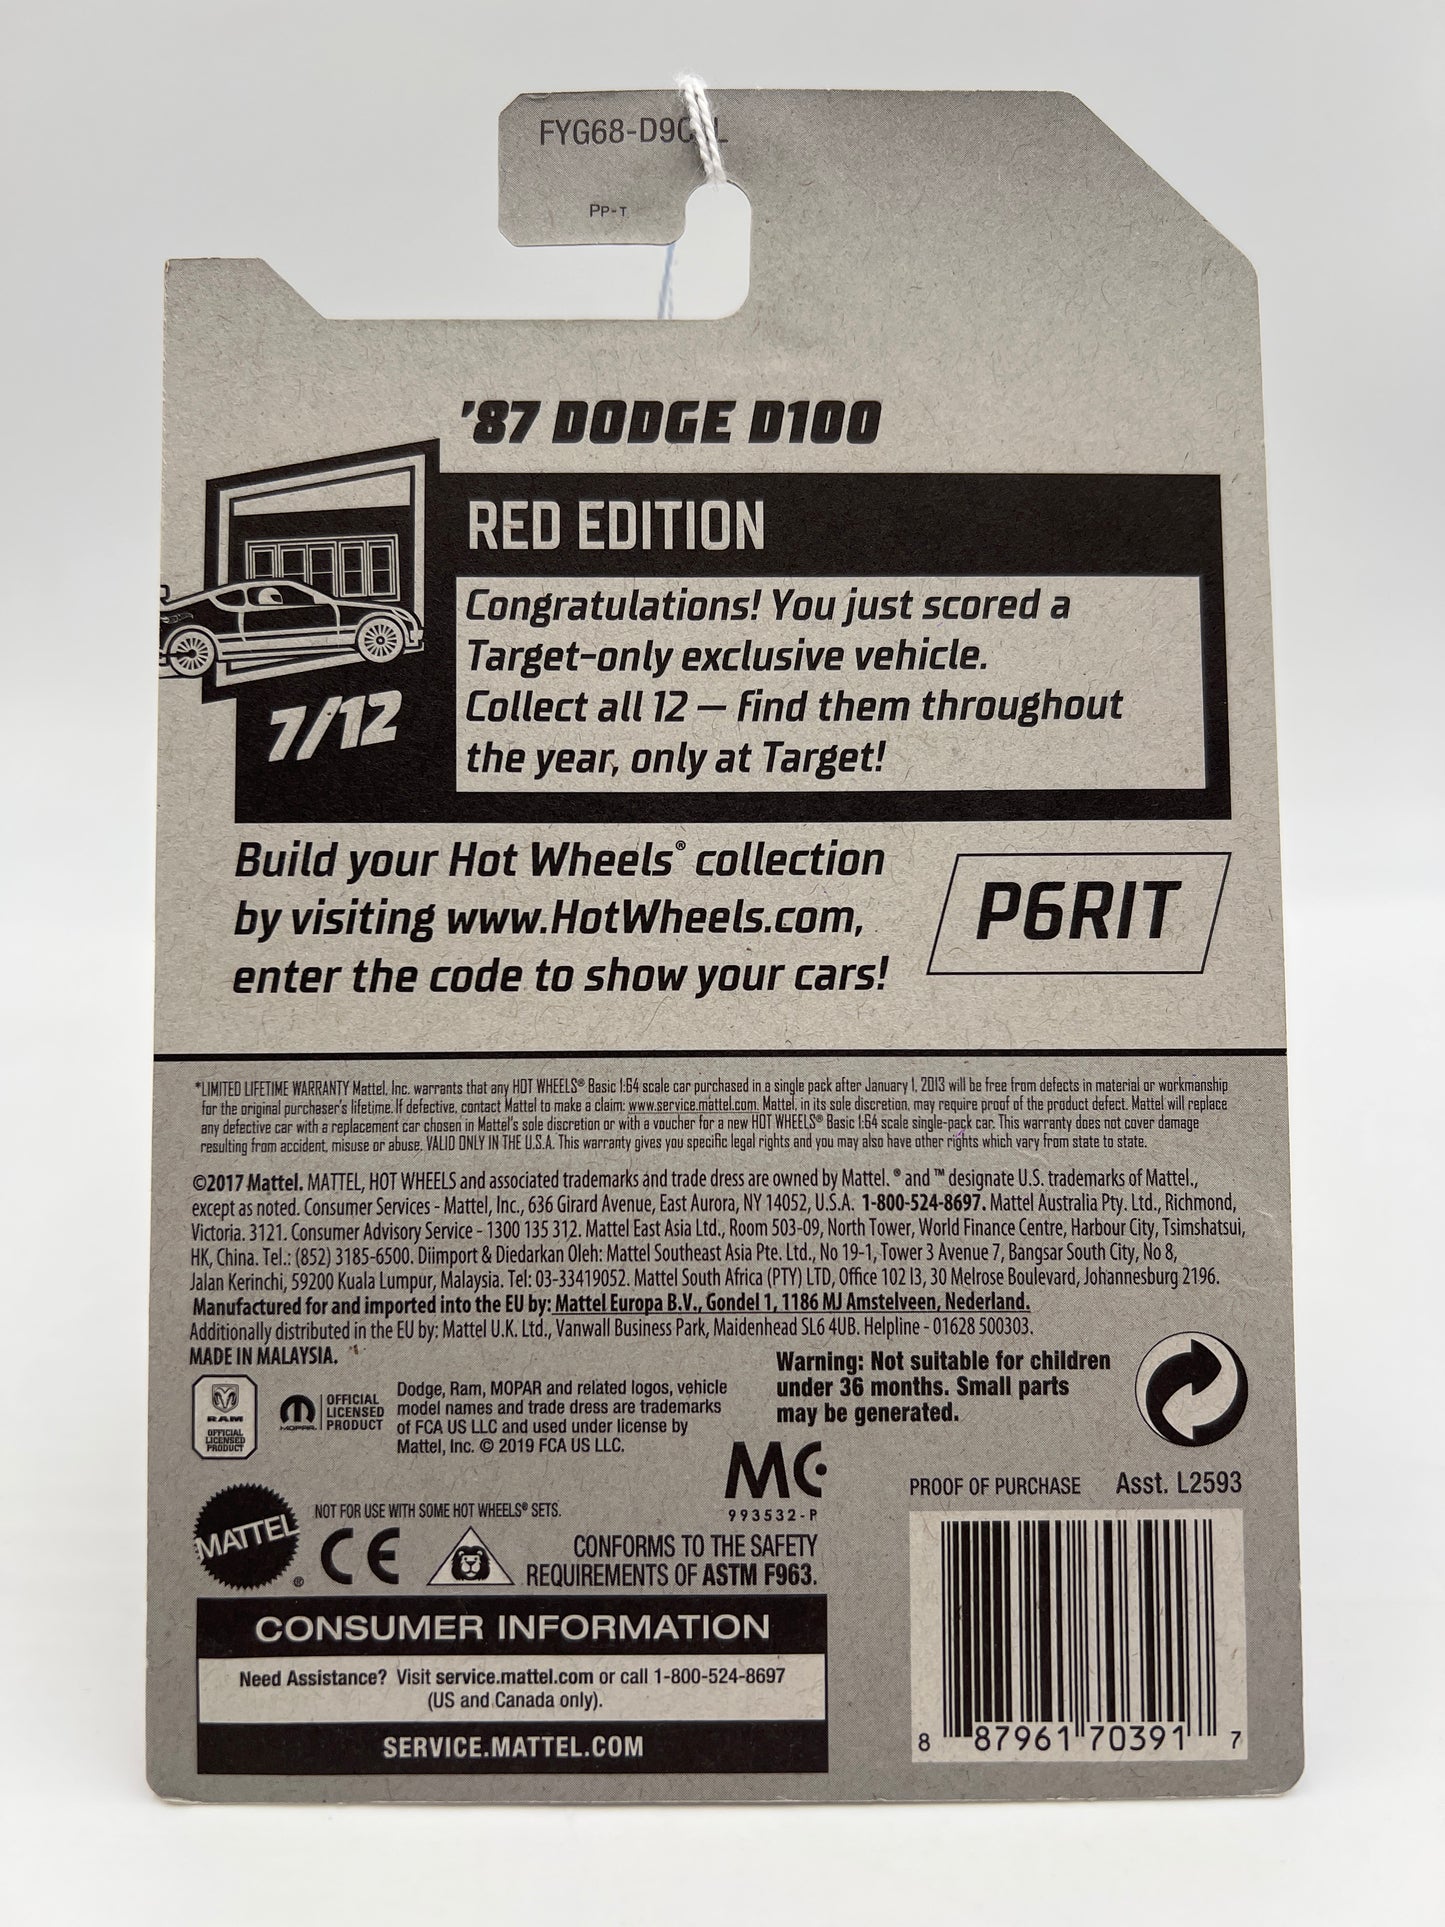 FYG68-D9
PP-T
'87 DODGE D100
RED EDITION
Congratulations! You just scored a
Target-only exclusive vehicle.
Collect all 12 — find them throughout
the year, only at Target!
7/12
Build your Hot Wheels® collection
by visiting www.HotWheels.com,
enter the code to show your cars!
P6RIT
*LIMITED LIFETIME WARRANTY Mattel, Inc. warrants that any HOT WHEELS® Basic 1:64 scale car purchased in a single pack after January 1, 2013 will be free from defects in material or workmanship
for the original purchaser's lifetime. If defective, contact Mattel to make a claim: www.service.mattel.com. Mattel, in its sole discretion, may require proof of the product defect. Mattel will replace
any defective car with a replacement car chosen in Mattel's sole discretion or with a voucher for a new HOT WHEELS® Basic 1:64 scale single-pack car. This warranty does not cover damage
resulting from accident, misuse or abuse. VALID ONLY IN THE U.S.A. This warranty gives you specific legal rights and you may also have other rights which vary from state to state.
©2017 Mattel. MATTEL, HOT WHEELS and associated trademarks and trade dress are owned by Mattel. ® and ™ designate U.S. trademarks of Mattel.,
except as noted. Consumer Services - Mattel, Inc., 636 Girard Avenue, East Aurora, NY 14052, U.S.A. 1-800-524-8697. Mattel Australia Pty. Ltd., Richmond,
Victoria. 3121. Consumer Advisory Service - 1300 135 312. Mattel East Asia Ltd., Room 503-09, North Tower, World Finance Centre, Harbour City, Tsimshatsui,
HK, China. Tel.: (852) 3185-6500. Diimport & Diedarkan Oleh: Mattel Southeast Asia Pte. Ltd., No 19-1, Tower 3 Avenue 7, Bangsar South City, No 8,
Jalan Kerinchi, 59200 Kuala Lumpur, Malaysia. Tel: 03-33419052. Mattel South Africa (PTY) LTD, Office 102 I3, 30 Melrose Boulevard, Johannesburg 2196.
Manufactured for and imported into the EU by: Mattel Europa B.V., Gondel 1, 1186 MJ Amstelveen, Nederland.
Additionally distributed in the EU by: Mattel U.K. Ltd., Vanwall Business Park, Maidenhead SL6 4UB. Helpline - 01628 500303.
MADE IN MALAYSIA.
RAM
OFFICIAL
LICENSED
PRODUCT
MOPAR
OFFICIAL
LICENSED
PRODUCT
Dodge, Ram, MOPAR and related logos, vehicle
model names and trade dress are trademarks
of FCA US LLC and used under license by
Mattel, Inc. © 2019 FCA US LLC.
Warning: Not suitable for children
under 36 months. Small parts
may be generated.
MC
993532-P
PROOF OF PURCHASE Asst. L2593
MATTEL®
NOT FOR USE WITH SOME HOT WHEELS® SETS.
CE
CONFORMS TO THE SAFETY
REQUIREMENTS OF ASTM F963.
CONSUMER INFORMATION
Need Assistance? Visit service.mattel.com or call 1-800-524-8697
(US and Canada only).
SERVICE.MATTEL.COM
8 87961 70391 7